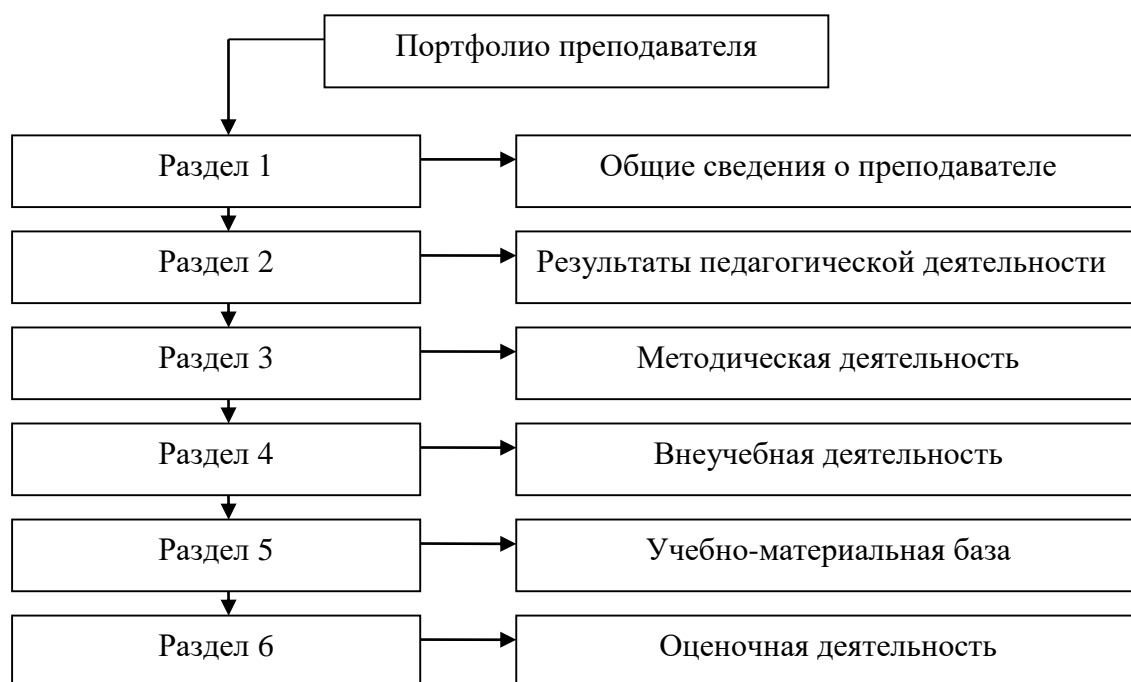 Портфолио преподавателя
Раздел 1
Общие сведения о преподавателе
Раздел 2
Результаты педагогической деятельности
Раздел 3
Методическая деятельность
Раздел 4
Внеучебная деятельность
Раздел 5
Учебно-материальная база
Раздел 6
Оценочная деятельность